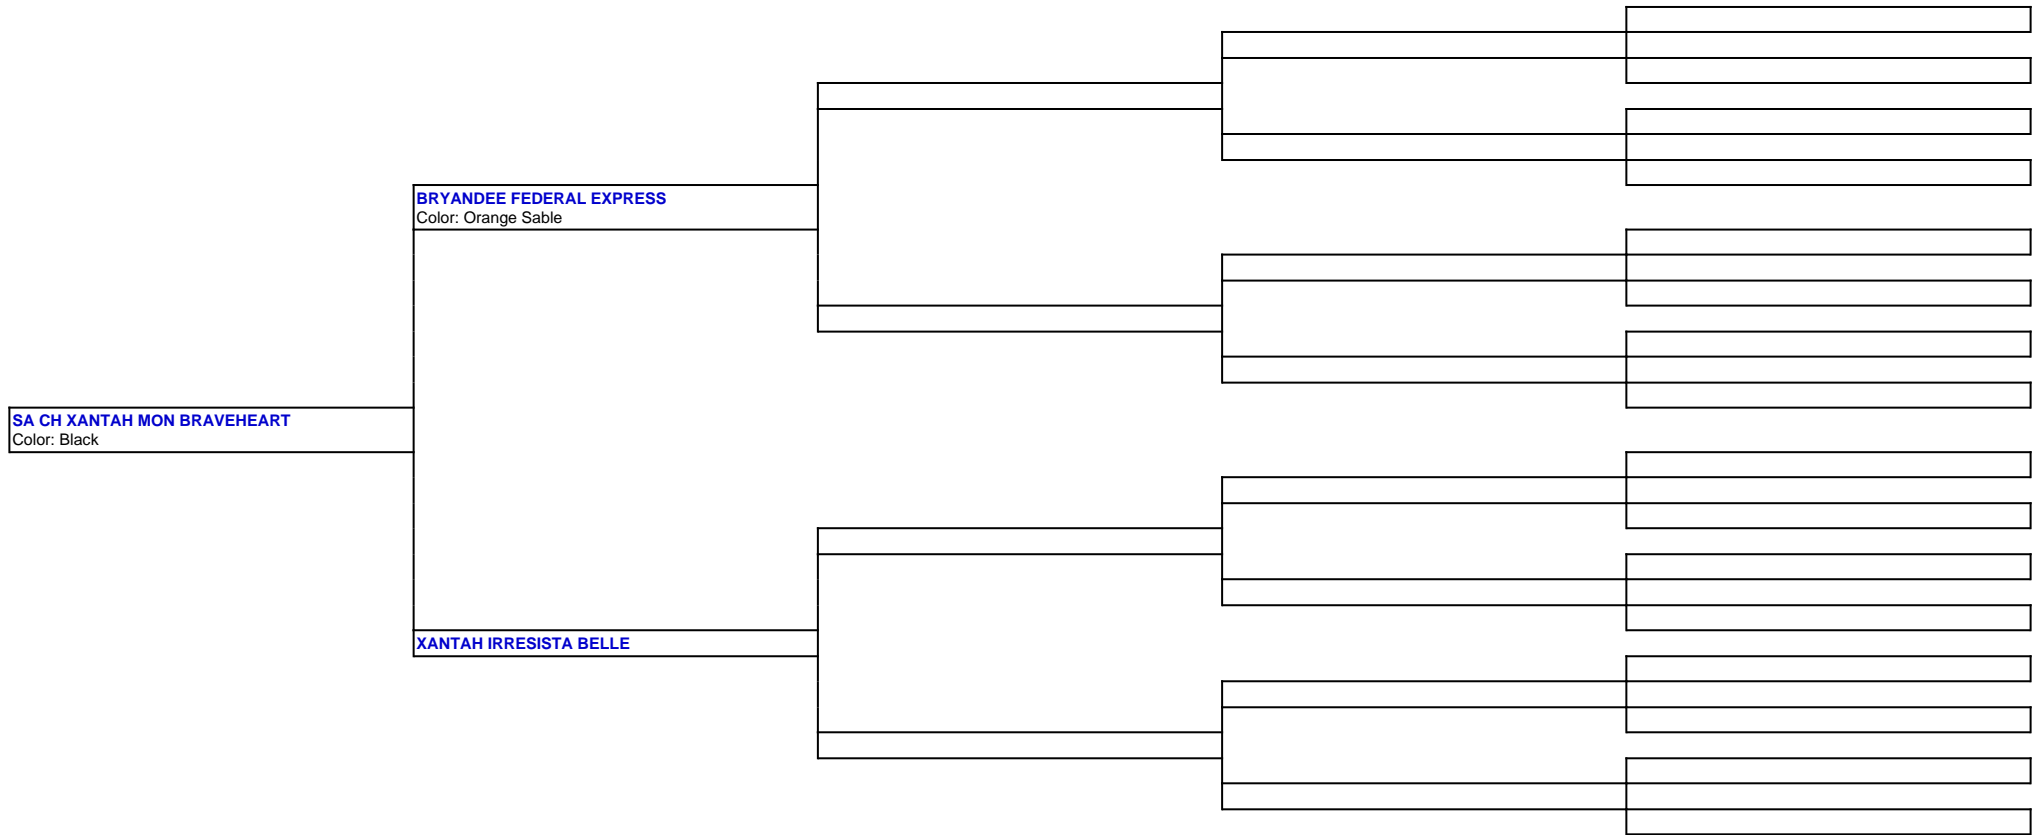 BRYANDEE FEDERAL EXPRESS
Color: Orange Sable
SA CH XANTAH MON BRAVEHEART
Color: Black
XANTAH IRRESISTA BELLE